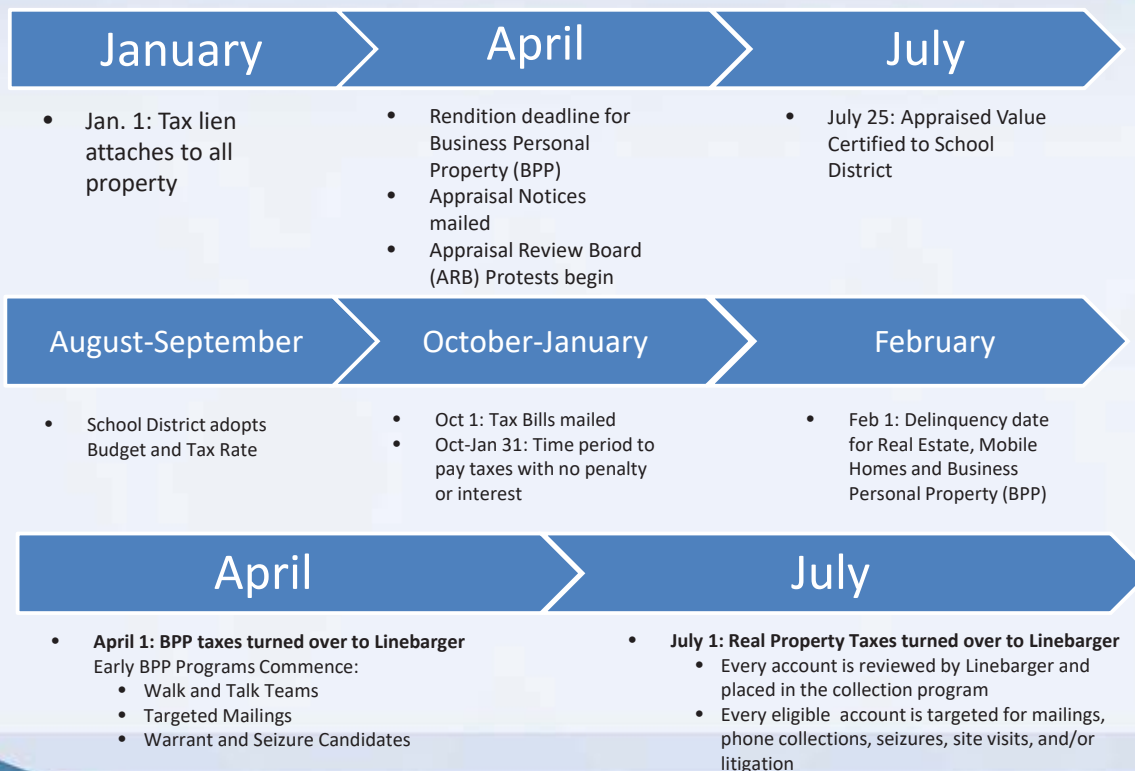 January
April
July
• Jan. 1: Tax lien
attaches to all
property
• Rendition deadline for
Business Personal
Property (BPP)
• Appraisal Notices
mailed
• Appraisal Review Board
(ARB) Protests begin
• July 25: Appraised Value
Certified to School
District
August-September
October-January
February
• School District adopts
Budget and Tax Rate
• Oct 1: Tax Bills mailed
• Oct-Jan 31: Time period to
pay taxes with no penalty
or interest
• Feb 1: Delinquency date
for Real Estate, Mobile
Homes and Business
Personal Property (BPP)
April
July
• April 1: BPP taxes turned over to Linebarger
Early BPP Programs Commence:
• Walk and Talk Teams
• Targeted Mailings
• Warrant and Seizure Candidates
• July 1: Real Property Taxes turned over to Linebarger
• Every account is reviewed by Linebarger and
placed in the collection program
• Every eligible account is targeted for mailings,
phone collections, seizures, site visits, and/or
litigation